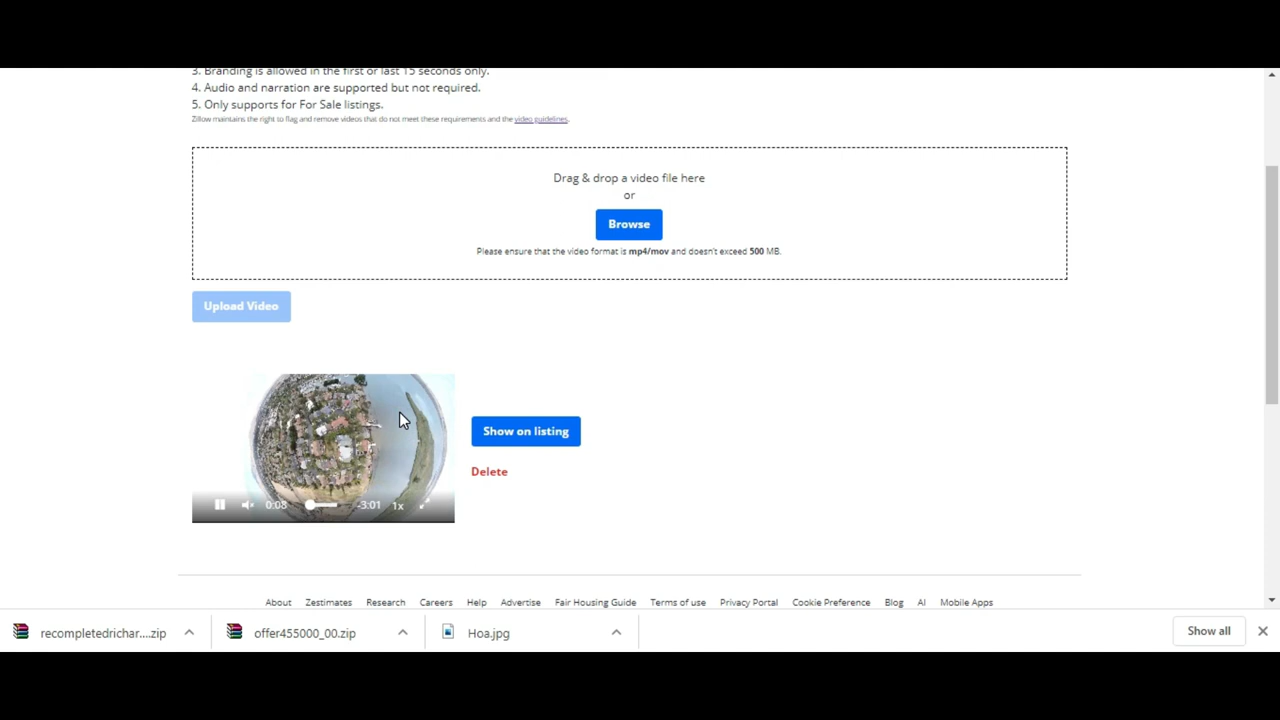 3. Branding is allowed in the first or last 15 seconds only.
4. Audio and narration are supported but not required.
5. Only supports for For Sale listings.
Zillow maintains the right to flag and remove videos that do not meet these requirements and the video guidelines.
Drag & drop a video file here
or
Browse
Please ensure that the video format is mp4/mov and doesn't exceed 500 MB.
Upload Video
Show on listing
Delete
0:03 -3:01 1x
About Zestimates Research Careers Help Advertise Fair Housing Guide Terms of use Privacy Portal Cookie Preference Blog AI Mobile Apps
recompletedrichar....zip offer455000_00.zip Hoa.jpg Show all